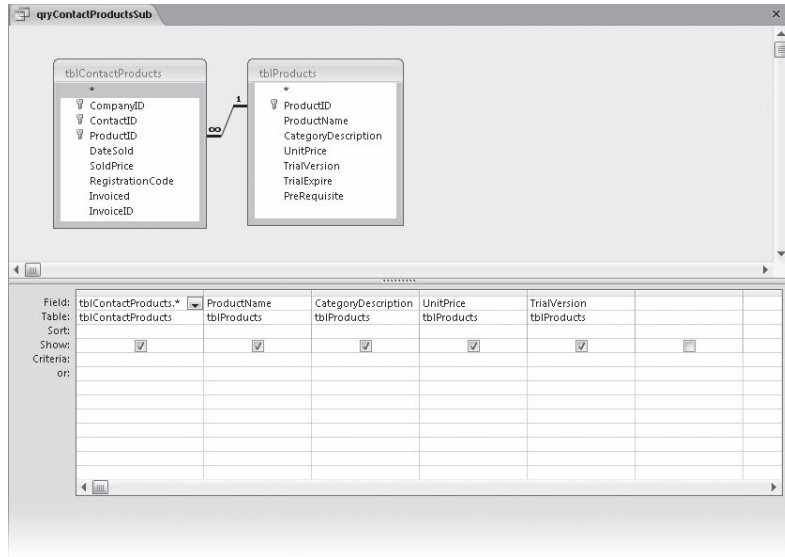 qryContactProductsSub
tblContactProducts
*
CompanyID
ContactID
ProductID
DateSold
SoldPrice
RegistrationCode
Invoiced
InvoiceID
∞
1
tblProducts
*
ProductID
ProductName
CategoryDescription
UnitPrice
TrialVersion
TrialExpire
PreRequisite
Field: tblContactProducts.* ProductName CategoryDescription UnitPrice TrialVersion
Table: tblContactProducts tblProducts tblProducts tblProducts tblProducts
Sort:
Show:
Criteria:
or: